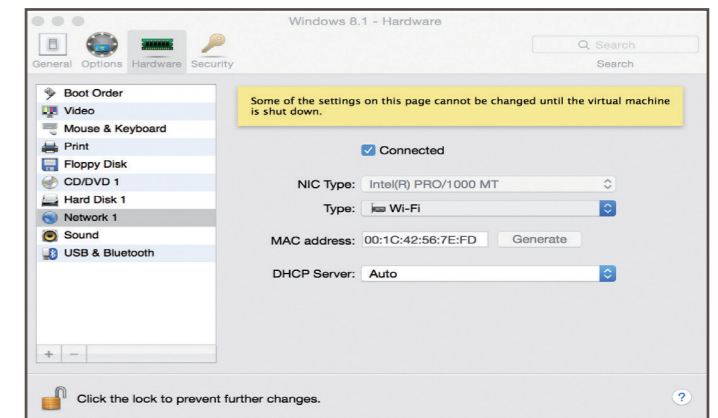 Windows 8.1 - Hardware
General Options Hardware Security
Search
Search
Boot Order
Video
Mouse & Keyboard
Print
Floppy Disk
CD/DVD 1
Hard Disk 1
Network 1
Sound
USB & Bluetooth
+ −
Some of the settings on this page cannot be changed until the virtual machine
is shut down.
Connected
NIC Type: Intel(R) PRO/1000 MT
Type: Wi-Fi
MAC address: 00:1C:42:56:7E:FD Generate
DHCP Server: Auto
Click the lock to prevent further changes.
?